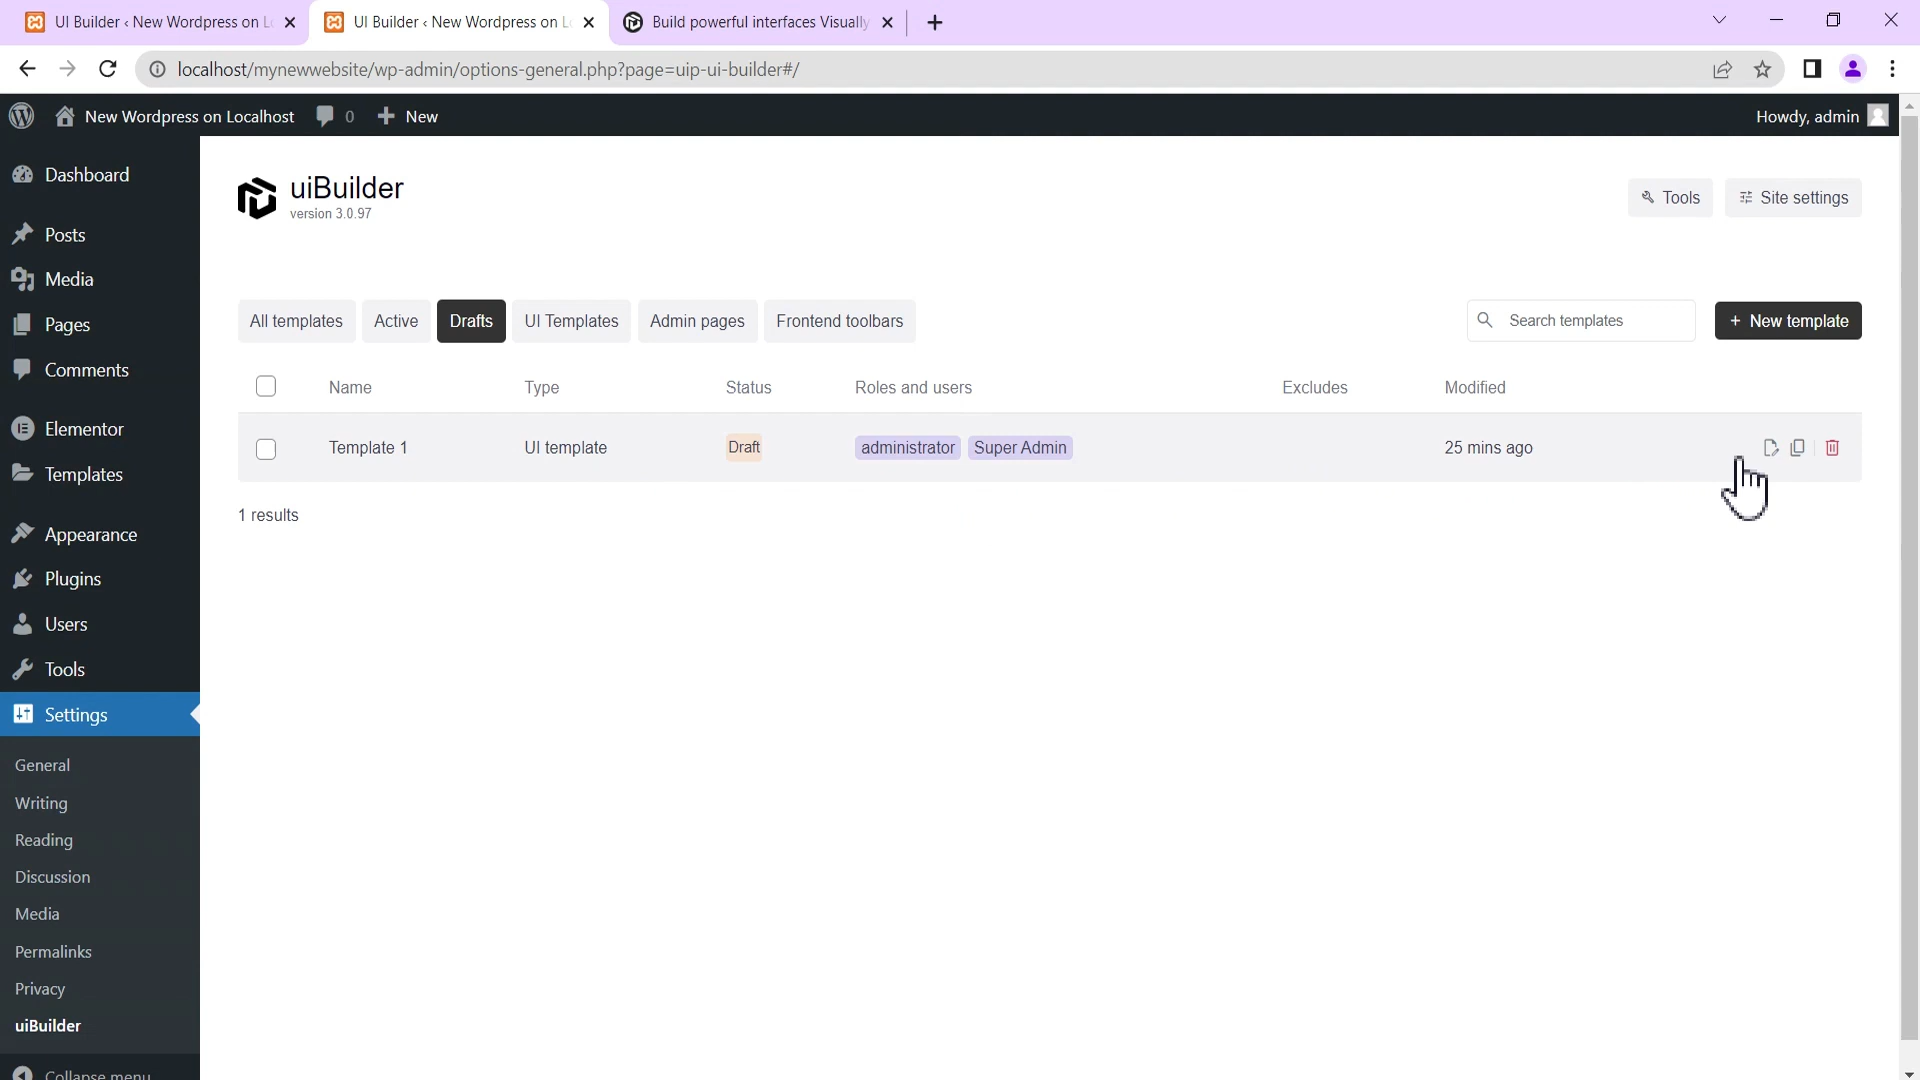 UI Builder ‹ New Wordpress on L
UI Builder ‹ New Wordpress on L
Build powerful interfaces Visually
localhost/mynewwebsite/wp-admin/options-general.php?page=uip-ui-builder#/
New Wordpress on Localhost
0
New
Howdy, admin
Dashboard
Posts
Media
Pages
Comments
Elementor
Templates
Appearance
Plugins
Users
Tools
Settings
General
Writing
Reading
Discussion
Media
Permalinks
Privacy
uiBuilder
Collapse menu
uiBuilder
version 3.0.97
Tools
Site settings
All templates
Active
Drafts
UI Templates
Admin pages
Frontend toolbars
Search templates
+ New template
Name Type Status Roles and users Excludes Modified
Template 1 UI template Draft administrator Super Admin 25 mins ago
1 results